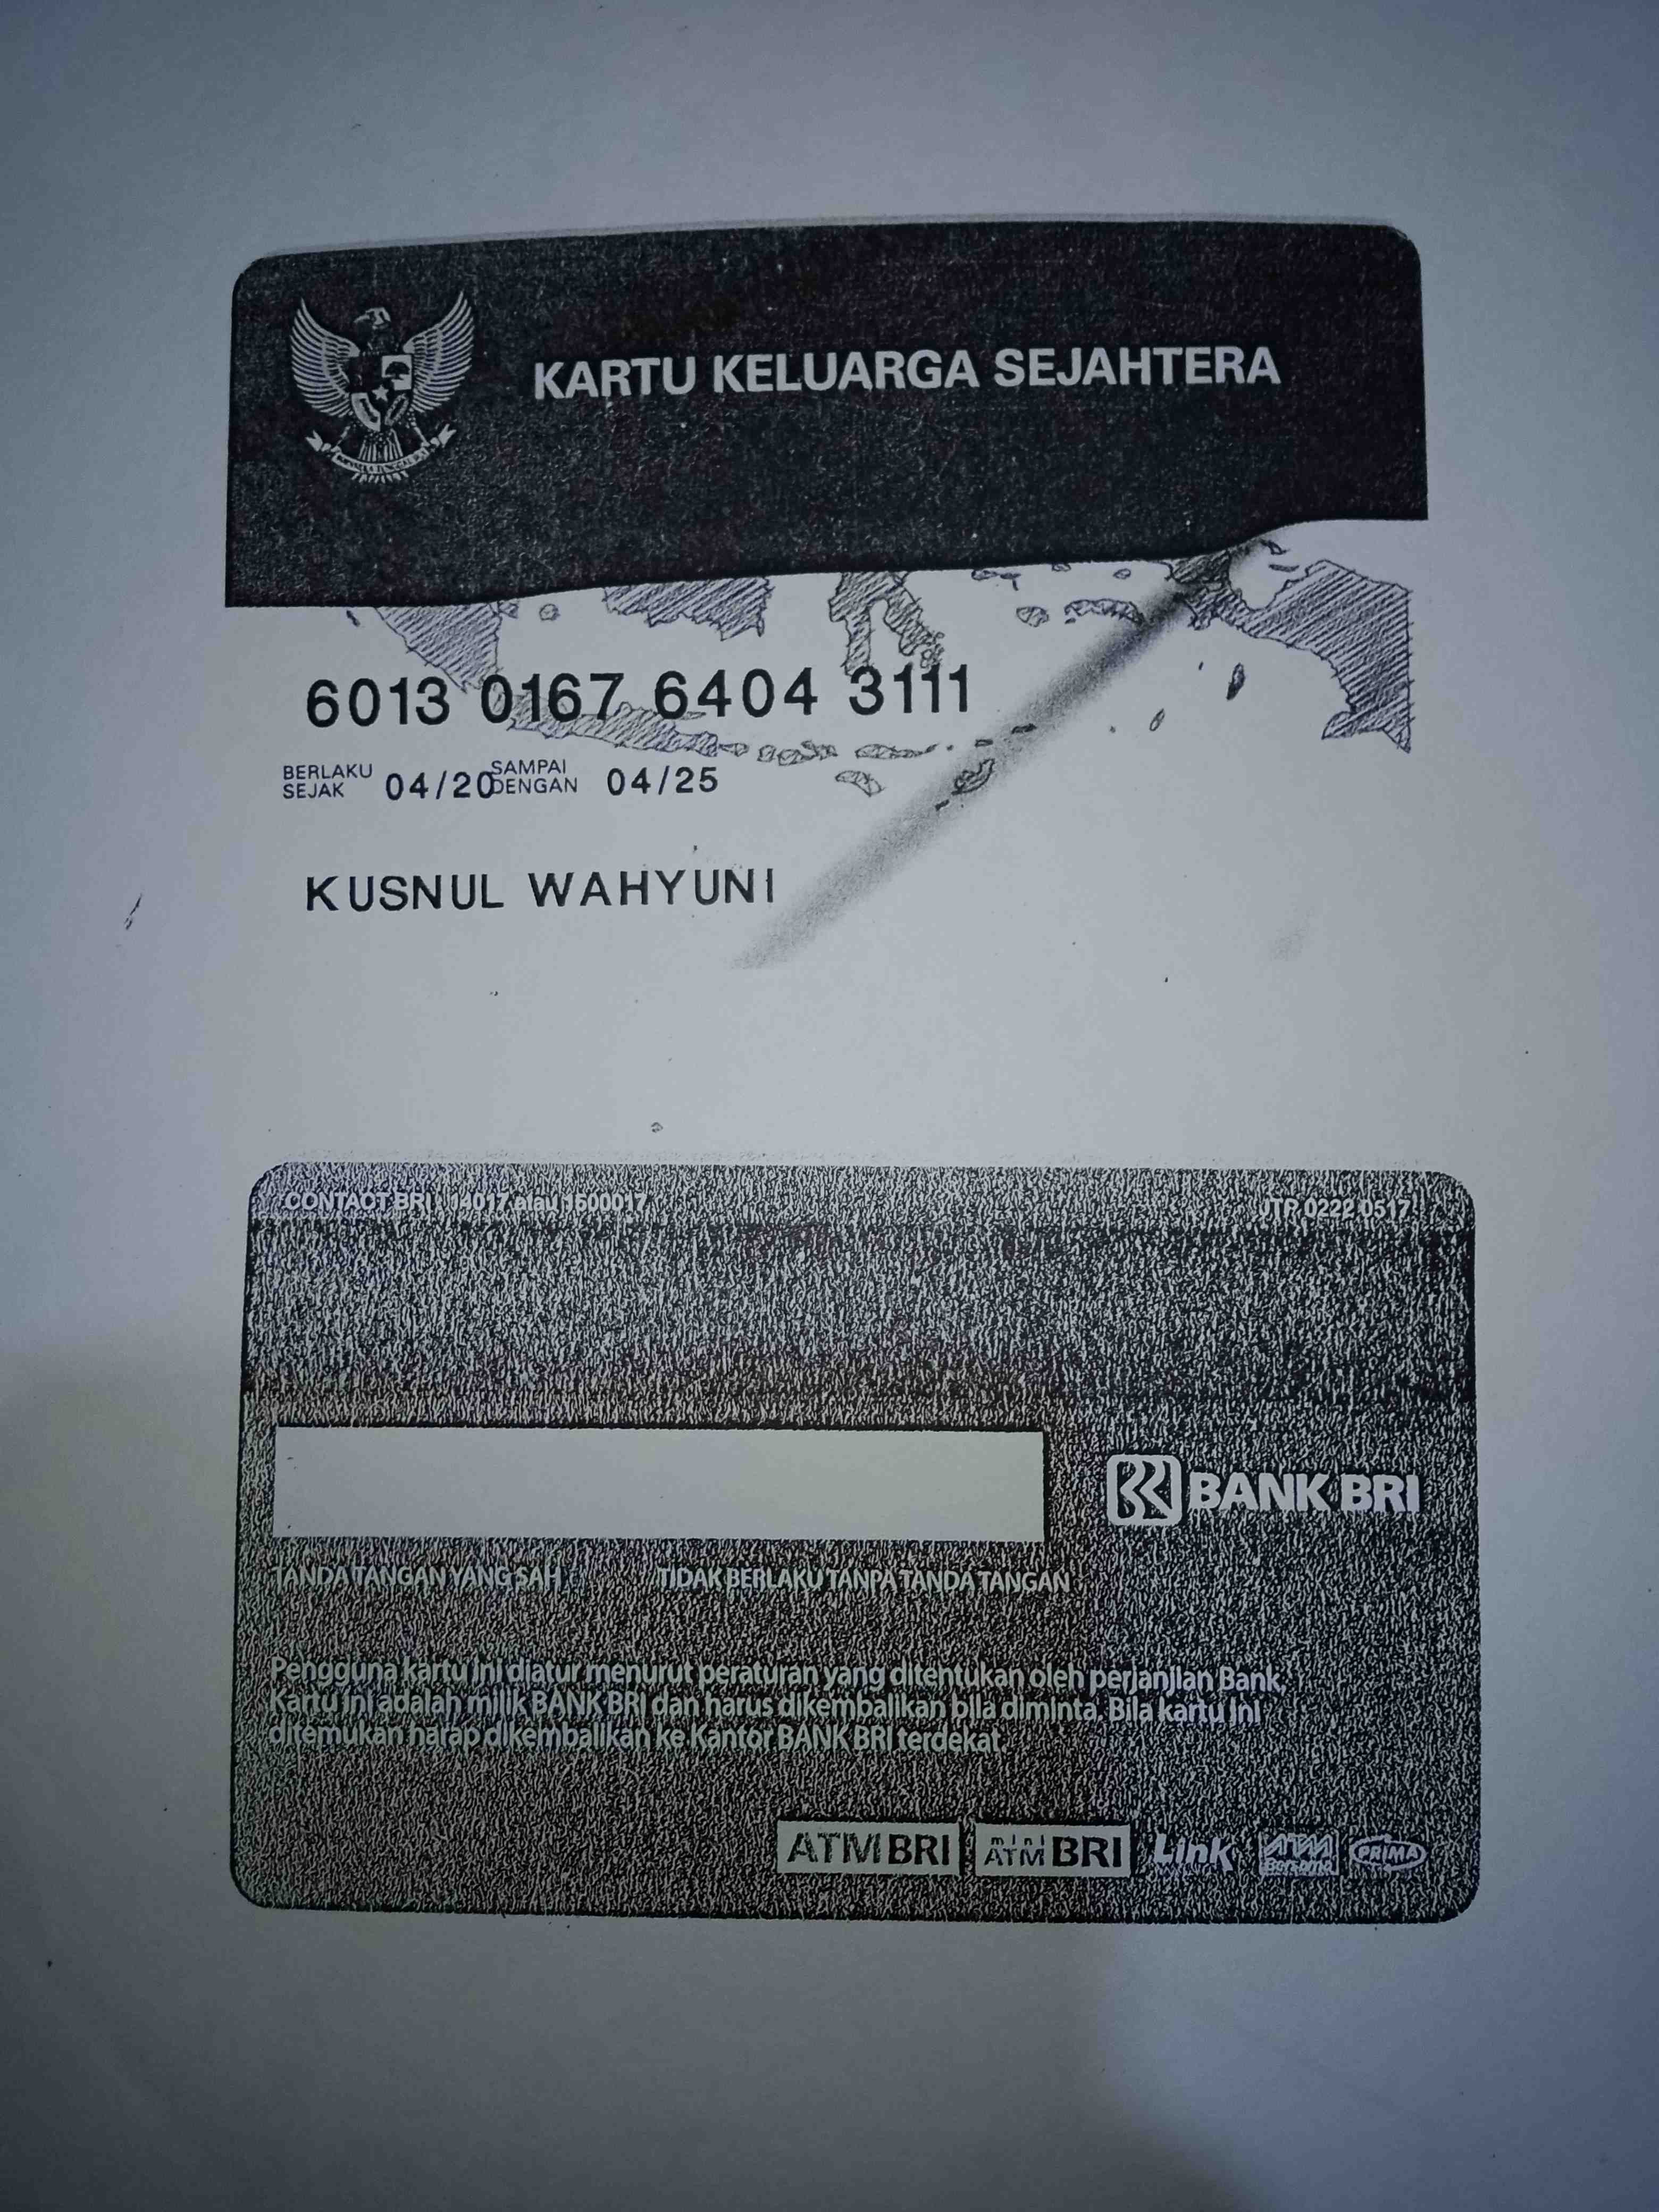 KARTU KELUARGA SEJAHTERA
6013 0167 6404 3111
BERLAKU SEJAK 04/20 SAMPAI DENGAN 04/25
KUSNUL WAHYUNI
CONTACT BRI 14017 atau 1500017 JTP 0222 0517
BANK BRI
TANDA TANGAN YANG SAH TIDAK BERLAKU TANPA TANDA TANGAN
Pengguna kartu ini diatur menurut peraturan yang ditentukan oleh perjanjian Bank,
Kartu ini adalah milik BANK BRI dan harus dikembalikan bila diminta. Bila kartu ini
ditemukan harap dikembalikan ke Kantor BANK BRI terdekat.
ATM BRI mini ATM BRI Link ATM Bersama PRIMA